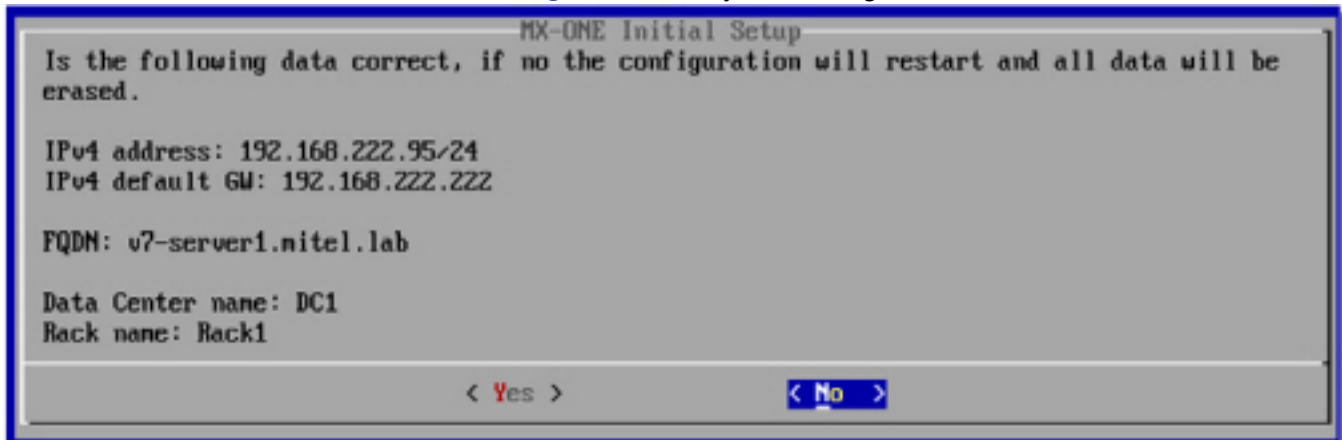 MX-ONE Initial Setup
Is the following data correct, if no the configuration will restart and all data will be
erased.
IPv4 address: 192.168.222.95/24
IPv4 default GW: 192.168.222.222
FQDN: v7-server1.mitel.lab
Data Center name: DC1
Rack name: Rack1
< Yes > < No >